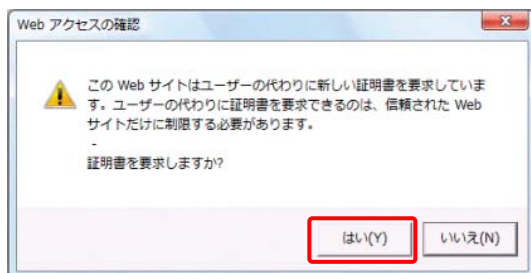 Web アクセスの確認
この Web サイトはユーザーの代わりに新しい証明書を要求していま
す。ユーザーの代わりに証明書を要求できるのは、信頼された Web
サイトだけに制限する必要があります。
-
証明書を要求しますか?
はい(Y)
いいえ(N)